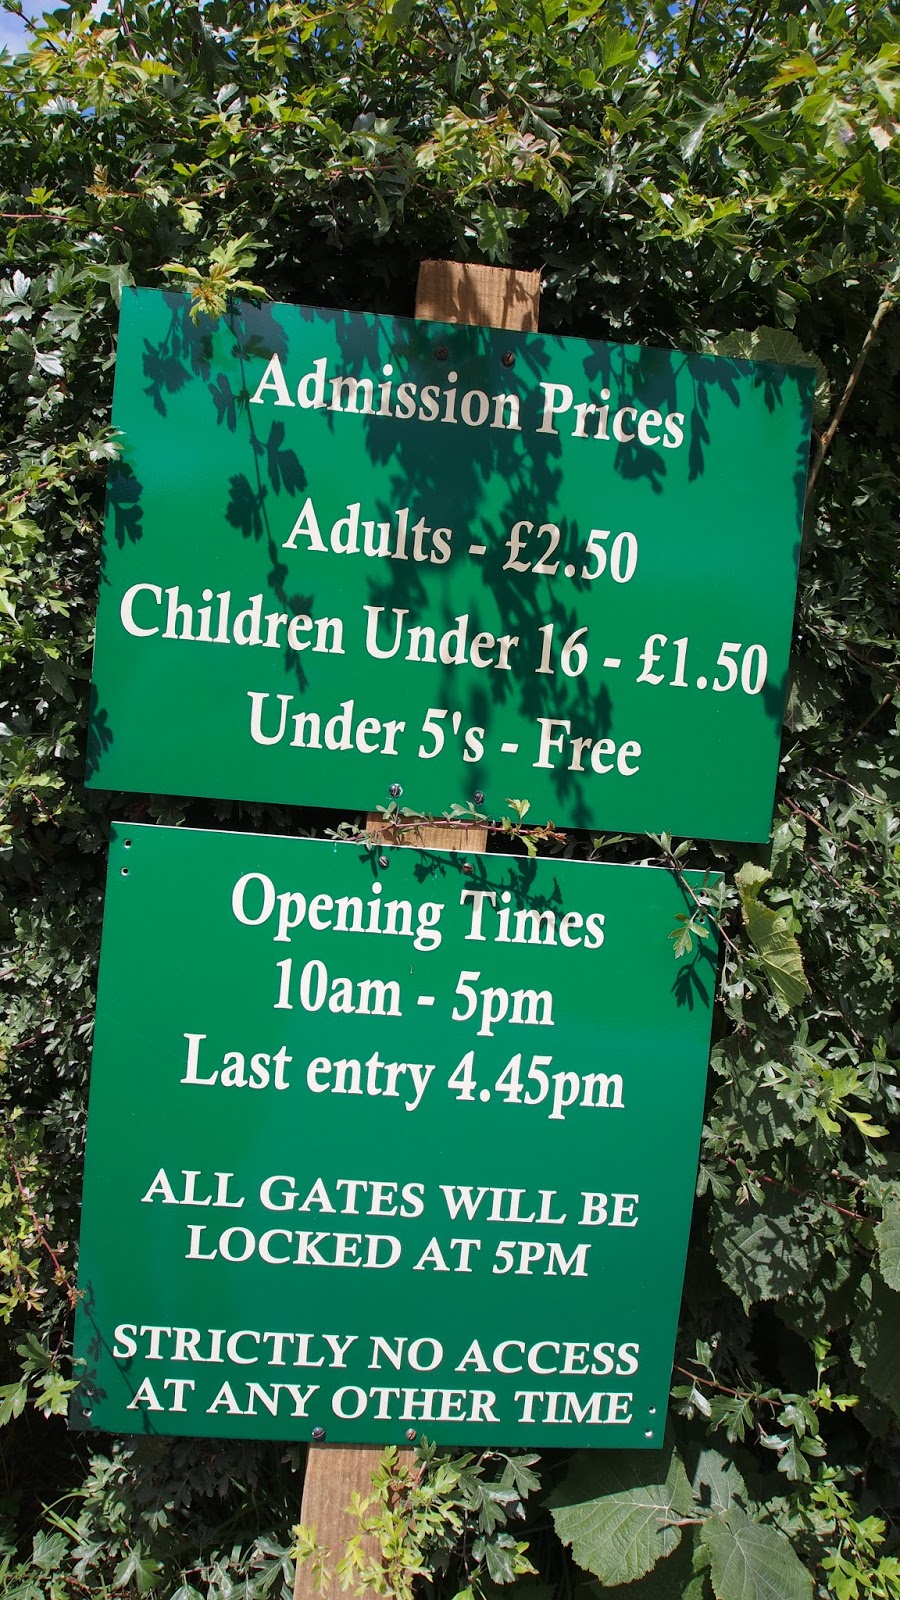 Admission Prices
Adults - £2.50
Children Under 16 - £1.50
Under 5's - Free
Opening Times
10am - 5pm
Last entry 4.45pm
ALL GATES WILL BE
LOCKED AT 5PM
STRICTLY NO ACCESS
AT ANY OTHER TIME